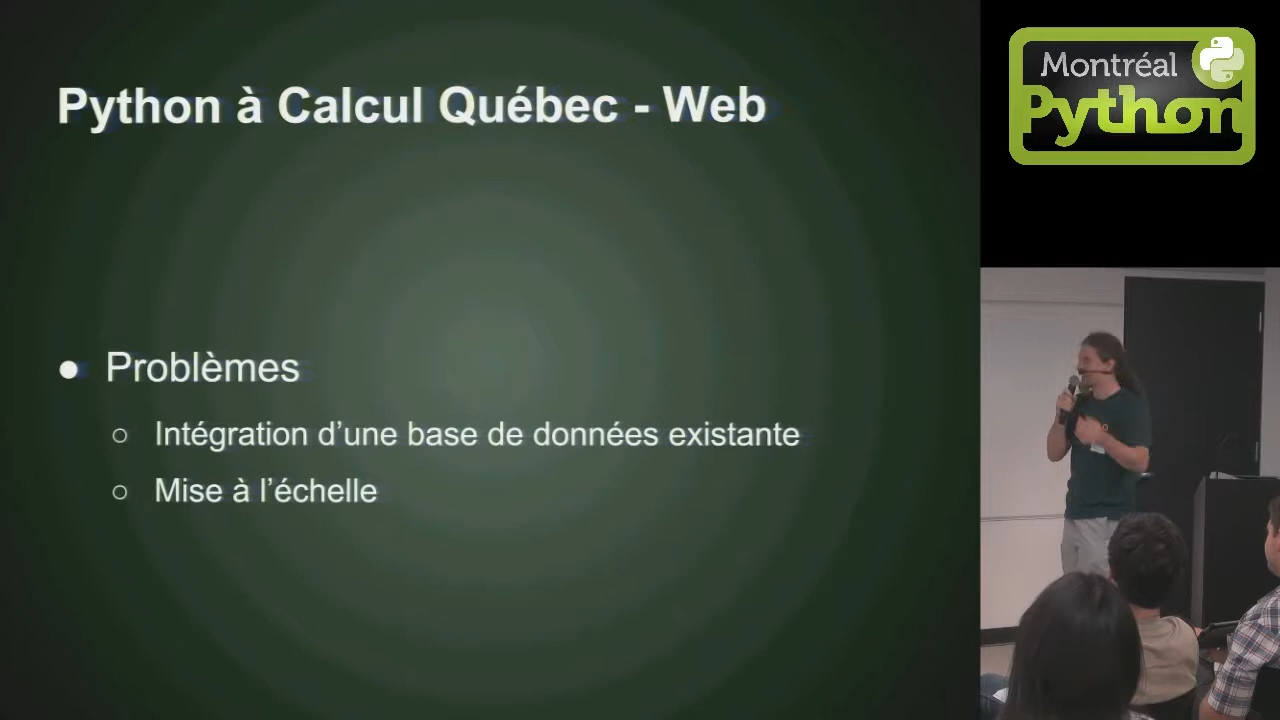 Python à Calcul Québec - Web
Montréal
Python
● Problèmes
○ Intégration d’une base de données existante
○ Mise à l’échelle